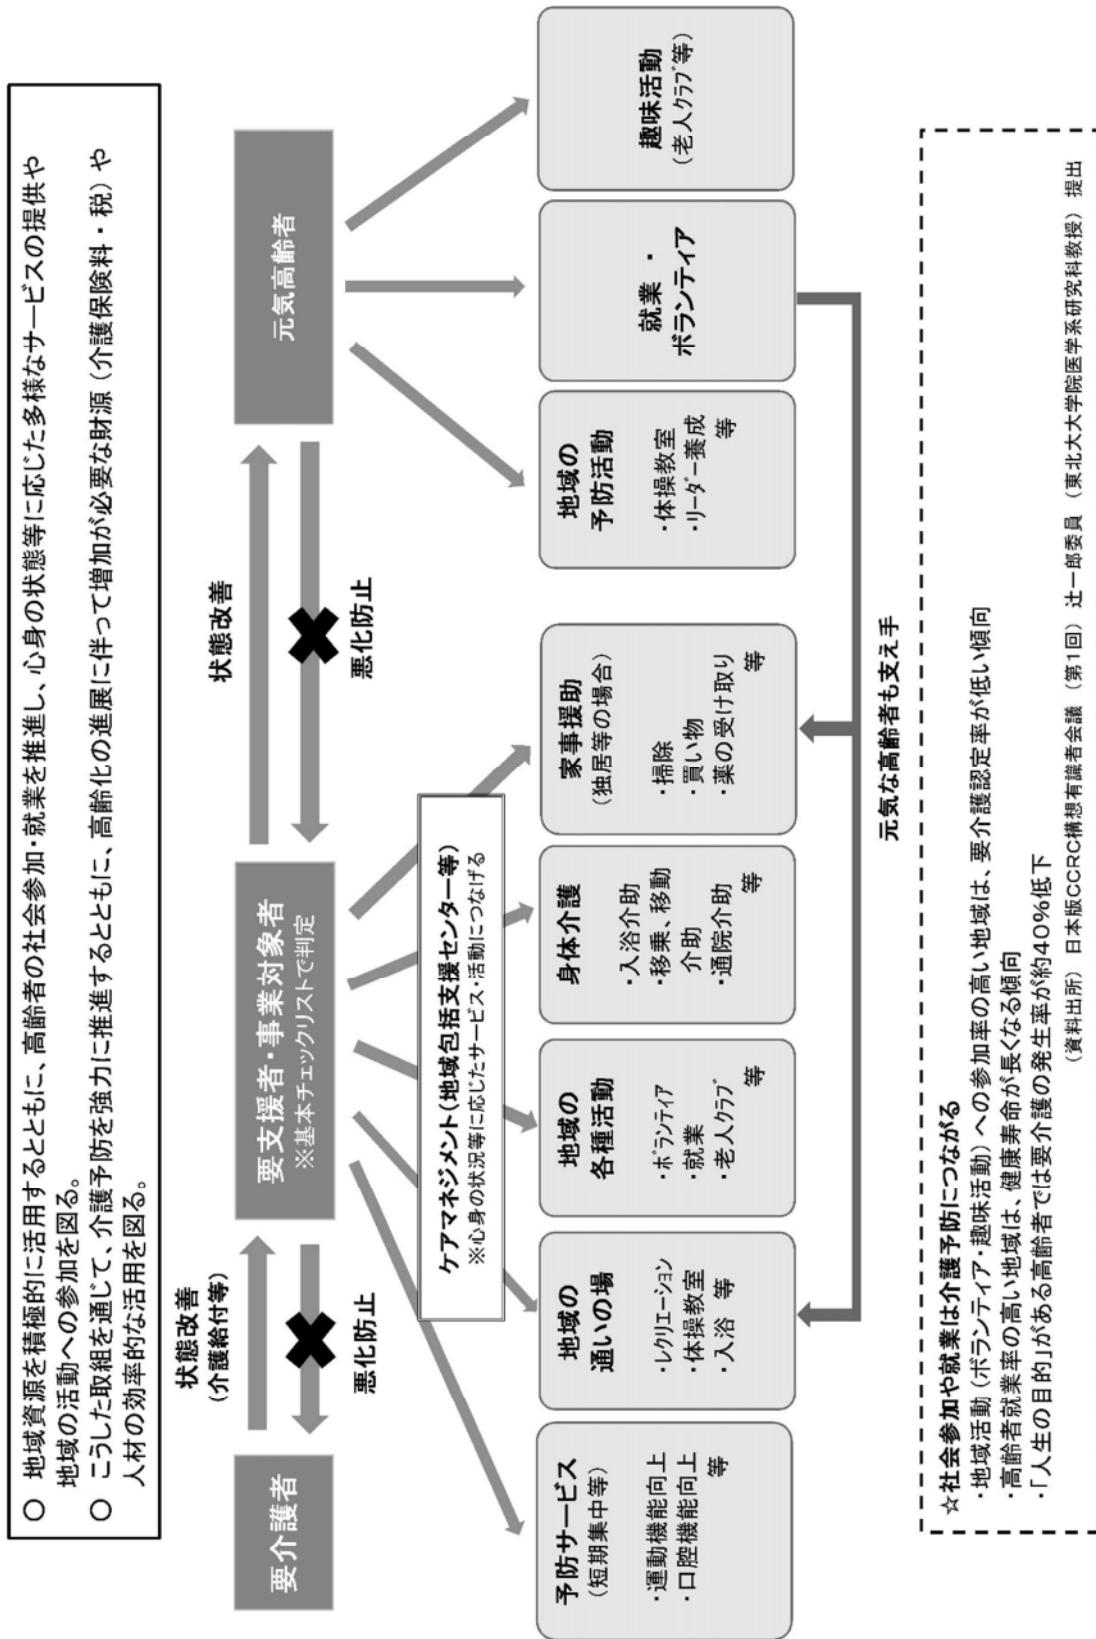 ○ 地域資源を積極的に活用するとともに、高齢者の社会参加・就業を推進し、心身の状態等に応じた多様なサービスの提供や
地域の活動への参加を図る。
○ こうした取組を通じて、介護予防を強力に推進するとともに、高齢化の進展に伴って増加が必要な財源（介護保険料・税）や
人材の効率的な活用を図る。
要介護者
状態改善
（介護給付等）
悪化防止
要支援者・事業対象者
※基本チェックリストで判定
状態改善
悪化防止
元気高齢者
ケアマネジメント（地域包括支援センター等）
※心身の状況等に応じたサービス・活動につなげる
予防サービス
（短期集中等）
・運動機能向上
・口腔機能向上
等
地域の
通いの場
・レクリエーション
・体操教室
・入浴 等
地域の
各種活動
・ボランティア
・就業
・老人クラブ
等
身体介護
・入浴介助
・移乗、移動
介助
・通院介助
等
家事援助
（独居等の場合）
・掃除
・買い物
・薬の受け取り
等
地域の
予防活動
・体操教室
・リーダー養成
等
就業・
ボランティア
趣味活動
（老人クラブ等）
元気な高齢者も支え手
☆社会参加や就業は介護予防につながる
・地域活動（ボランティア・趣味活動）への参加率の高い地域は、要介護認定率が低い傾向
・高齢者就業率の高い地域は、健康寿命が長くなる傾向
・「人生の目的」がある高齢者では要介護の発生率が約40％低下
（資料出所） 日本版CCRC構想有識者会議（第1回） 辻一郎委員（東北大大学院医学系研究科教授）提出